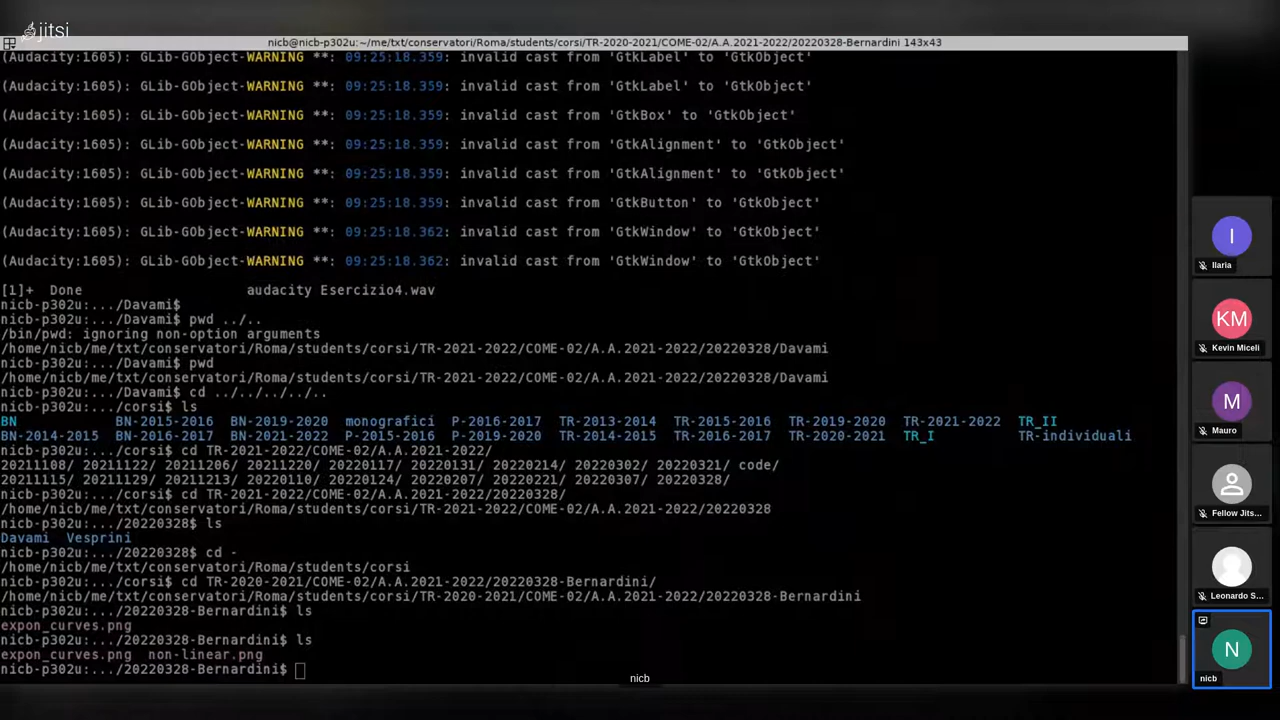 jitsi
nicb@nicb-p302u:~/me/txt/conservatori/Roma/students/corsi/TR-2020-2021/COME-02/A.A.2021-2022/20220328-Bernardini 143x43
(Audacity:1605): GLib-GObject-WARNING **: 09:25:18.359: invalid cast from 'GtkLabel' to 'GtkObject'
(Audacity:1605): GLib-GObject-WARNING **: 09:25:18.359: invalid cast from 'GtkLabel' to 'GtkObject'
(Audacity:1605): GLib-GObject-WARNING **: 09:25:18.359: invalid cast from 'GtkBox' to 'GtkObject'
(Audacity:1605): GLib-GObject-WARNING **: 09:25:18.359: invalid cast from 'GtkAlignment' to 'GtkObject'
(Audacity:1605): GLib-GObject-WARNING **: 09:25:18.359: invalid cast from 'GtkAlignment' to 'GtkObject'
(Audacity:1605): GLib-GObject-WARNING **: 09:25:18.359: invalid cast from 'GtkButton' to 'GtkObject'
(Audacity:1605): GLib-GObject-WARNING **: 09:25:18.362: invalid cast from 'GtkWindow' to 'GtkObject'
(Audacity:1605): GLib-GObject-WARNING **: 09:25:18.362: invalid cast from 'GtkWindow' to 'GtkObject'
[1]+  Done                    audacity Esercizio4.wav
nicb-p302u:.../Davami$
nicb-p302u:.../Davami$ pwd ../..
/bin/pwd: ignoring non-option arguments
/home/nicb/me/txt/conservatori/Roma/students/corsi/TR-2021-2022/COME-02/A.A.2021-2022/20220328/Davami
nicb-p302u:.../Davami$ pwd
/home/nicb/me/txt/conservatori/Roma/students/corsi/TR-2021-2022/COME-02/A.A.2021-2022/20220328/Davami
nicb-p302u:.../Davami$ cd ../../../../..
nicb-p302u:.../corsi$ ls
BN            BN-2015-2016  BN-2019-2020  monografici  P-2016-2017  TR-2013-2014  TR-2015-2016  TR-2019-2020  TR-2021-2022  TR_II
BN-2014-2015  BN-2016-2017  BN-2021-2022  P-2015-2016  P-2019-2020  TR-2014-2015  TR-2016-2017  TR-2020-2021  TR_I          TR-individuali
nicb-p302u:.../corsi$ cd TR-2021-2022/COME-02/A.A.2021-2022/
20211108/ 20211122/ 20211206/ 20211220/ 20220117/ 20220131/ 20220214/ 20220302/ 20220321/ code/
20211115/ 20211129/ 20211213/ 20220110/ 20220124/ 20220207/ 20220221/ 20220307/ 20220328/
nicb-p302u:.../corsi$ cd TR-2021-2022/COME-02/A.A.2021-2022/20220328/
/home/nicb/me/txt/conservatori/Roma/students/corsi/TR-2021-2022/COME-02/A.A.2021-2022/20220328
nicb-p302u:.../20220328$ ls
Davami  Vesprini
nicb-p302u:.../20220328$ cd -
/home/nicb/me/txt/conservatori/Roma/students/corsi
nicb-p302u:.../corsi$ cd TR-2020-2021/COME-02/A.A.2021-2022/20220328-Bernardini/
/home/nicb/me/txt/conservatori/Roma/students/corsi/TR-2020-2021/COME-02/A.A.2021-2022/20220328-Bernardini
nicb-p302u:.../20220328-Bernardini$ ls
expon_curves.png
nicb-p302u:.../20220328-Bernardini$ ls
expon_curves.png  non-linear.png
nicb-p302u:.../20220328-Bernardini$
nicb
I
Ilaria
KM
Kevin Miceli
M
Mauro
Fellow Jits...
Leonardo S...
N
nicb